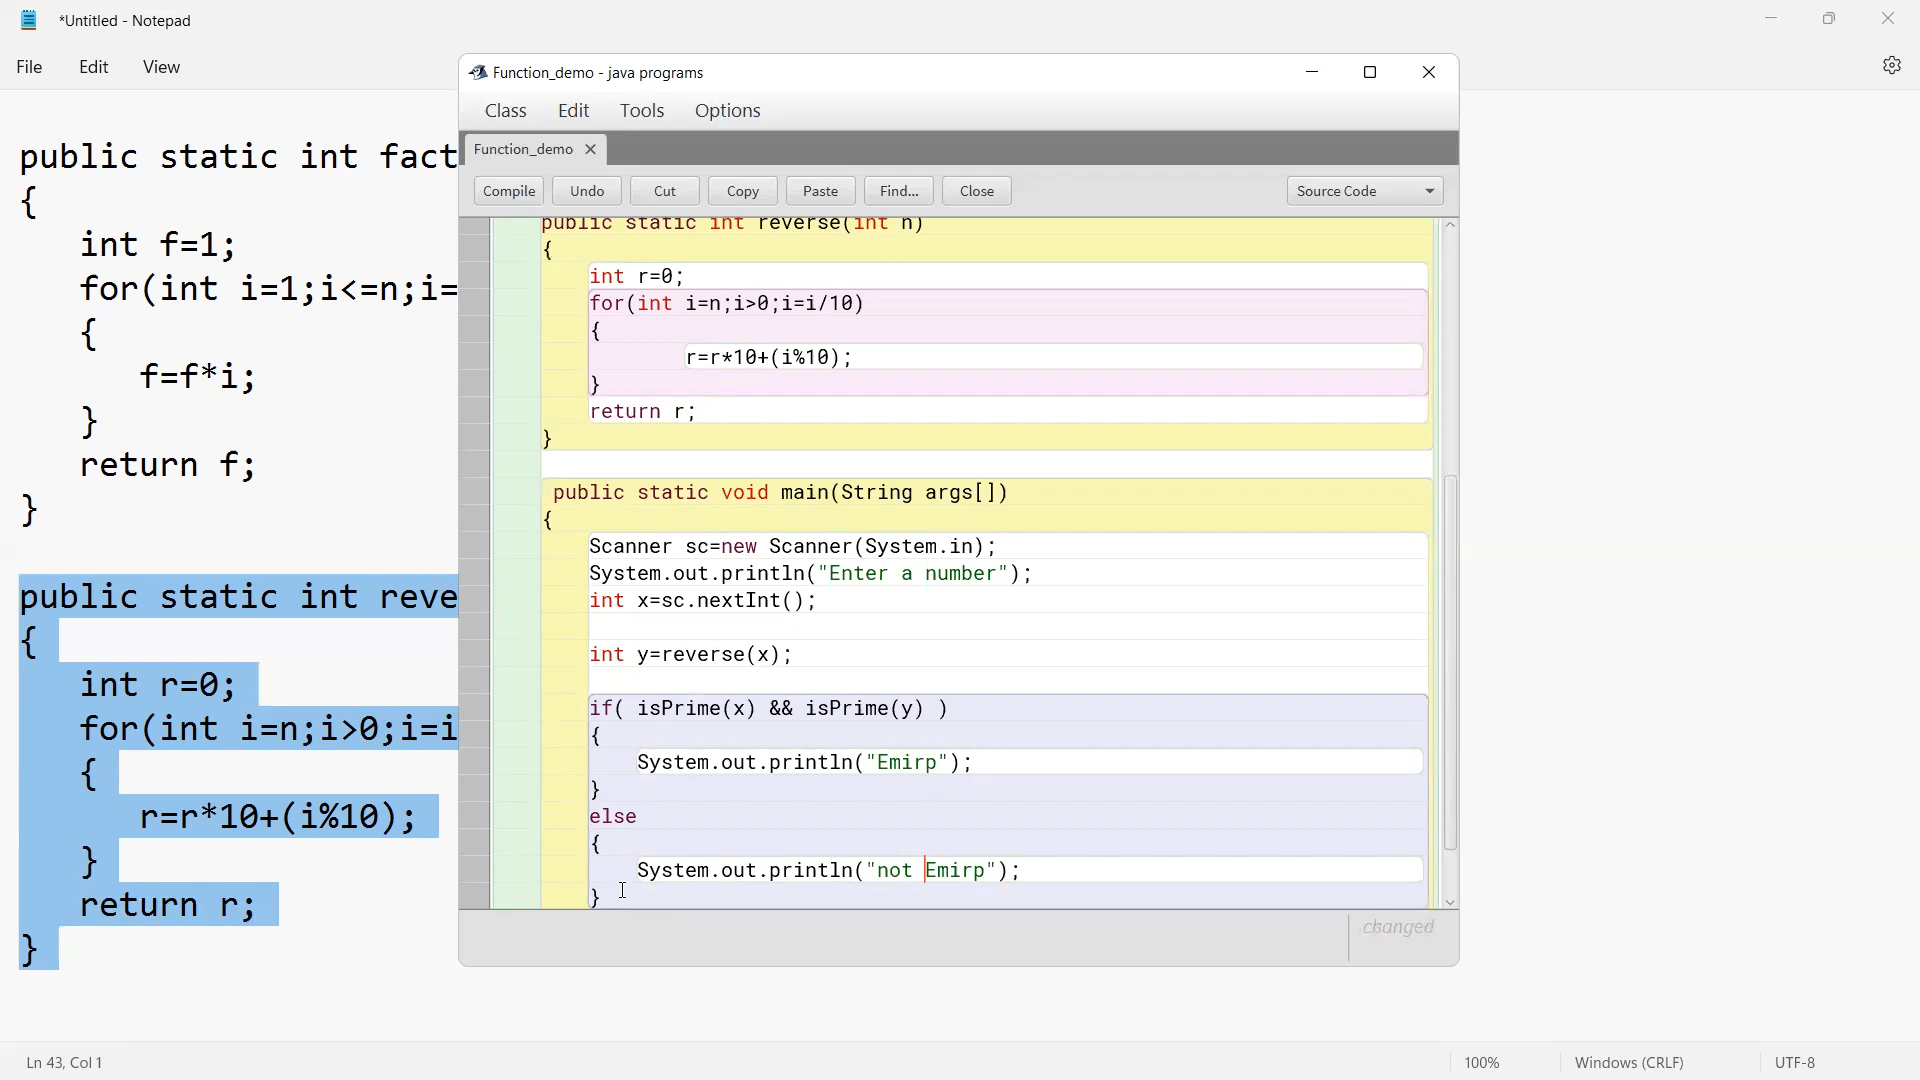 *Untitled - Notepad
File Edit View
public static int fact
{
int f=1;
for(int i=1;i<=n;i=
{
f=f*i;
}
return f;
}
public static int reve
{
int r=0;
for(int i=n;i>0;i=i
{
r=r*10+(i%10);
}
return r;
}
Function_demo - java programs
Class Edit Tools Options
Function_demo
Compile Undo Cut Copy Paste Find... Close Source Code
public static int reverse(int n)
{
int r=0;
for(int i=n;i>0;i=i/10)
{
r=r*10+(i%10);
}
return r;
}
public static void main(String args[])
{
Scanner sc=new Scanner(System.in);
System.out.println("Enter a number");
int x=sc.nextInt();
int y=reverse(x);
if( isPrime(x) && isPrime(y) )
{
System.out.println("Emirp");
}
else
{
System.out.println("not Emirp");
}
changed
Ln 43, Col 1 100% Windows (CRLF) UTF-8